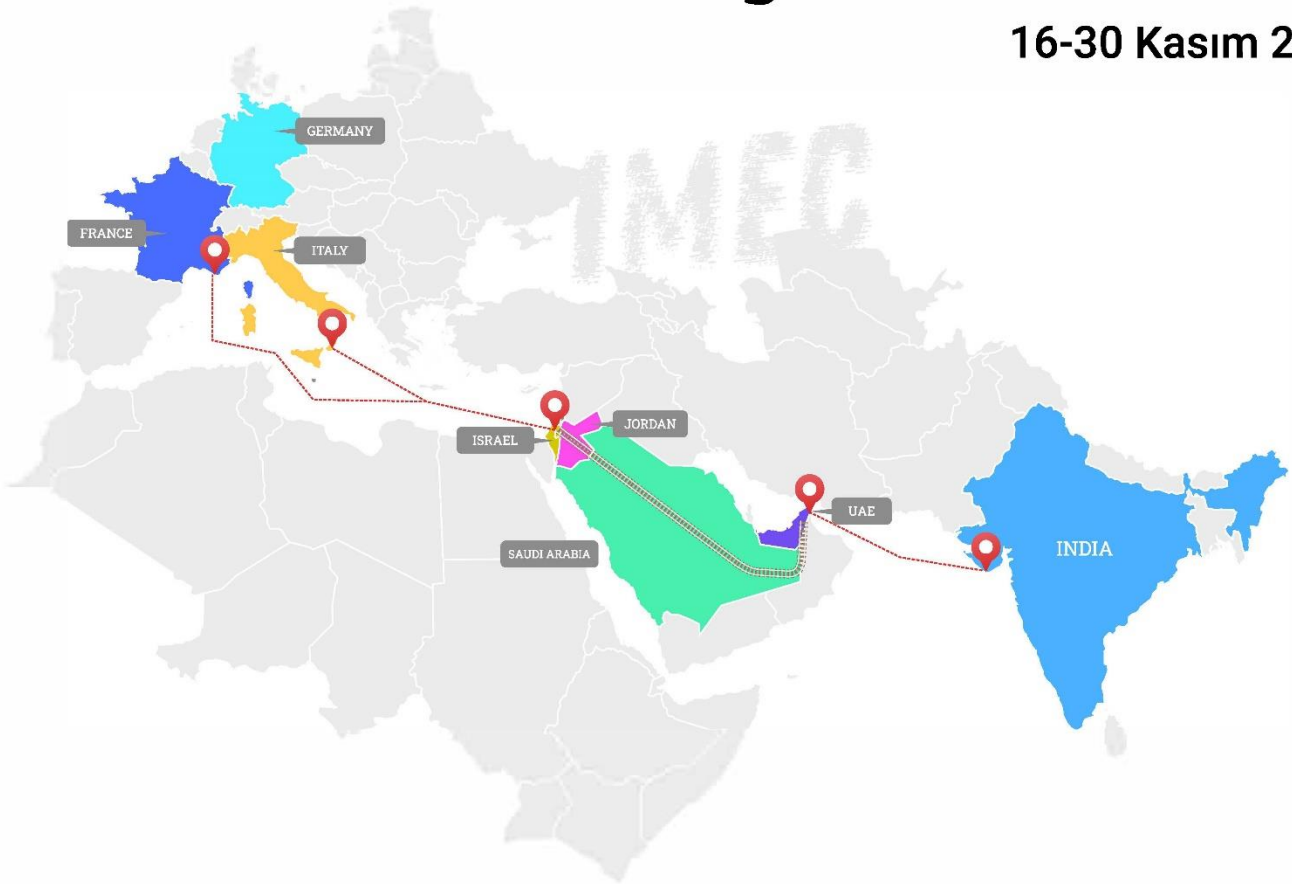 16-30 Kasım 2
GERMANY
IMEC
FRANCE
ITALY
JORDAN
ISRAEL
UAE
SAUDI ARABIA
INDIA